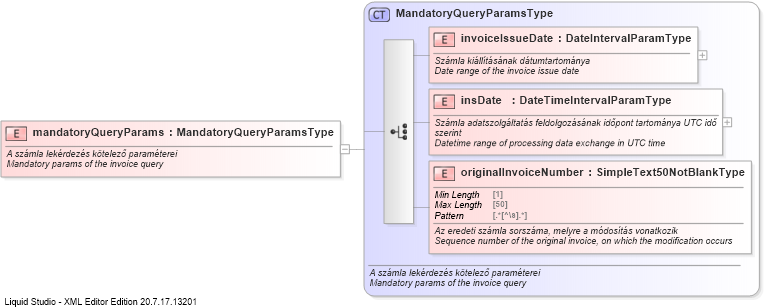 CT MandatoryQueryParamsType
E invoiceIssueDate : DateIntervalParamType
Számla kiállításának dátumtartománya
Date range of the invoice issue date
E insDate : DateTimeIntervalParamType
Számla adatszolgáltatás feldolgozásának időpont tartománya UTC idő
szerint
Datetime range of processing data exchange in UTC time
E mandatoryQueryParams : MandatoryQueryParamsType
A számla lekérdezés kötelező paraméterei
Mandatory params of the invoice query
E originalInvoiceNumber : SimpleText50NotBlankType
Min Length [1]
Max Length [50]
Pattern [.*[^\s].*]
Az eredeti számla sorszáma, melyre a módosítás vonatkozik
Sequence number of the original invoice, on which the modification occurs
A számla lekérdezés kötelező paraméterei
Mandatory params of the invoice query
Liquid Studio - XML Editor Edition 20.7.17.13201